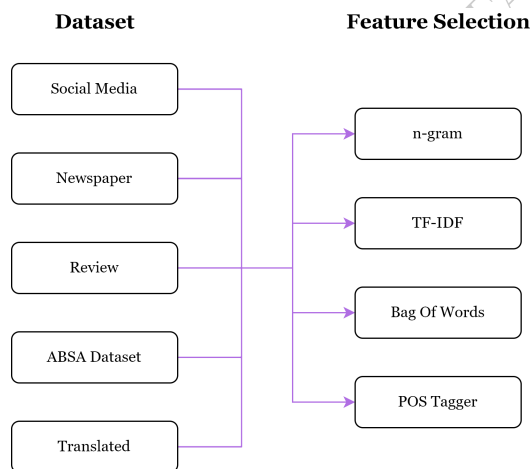 Dataset
Feature Selection
Social Media
Newspaper
Review
ABSA Dataset
Translated
n-gram
TF-IDF
Bag Of Words
POS Tagger